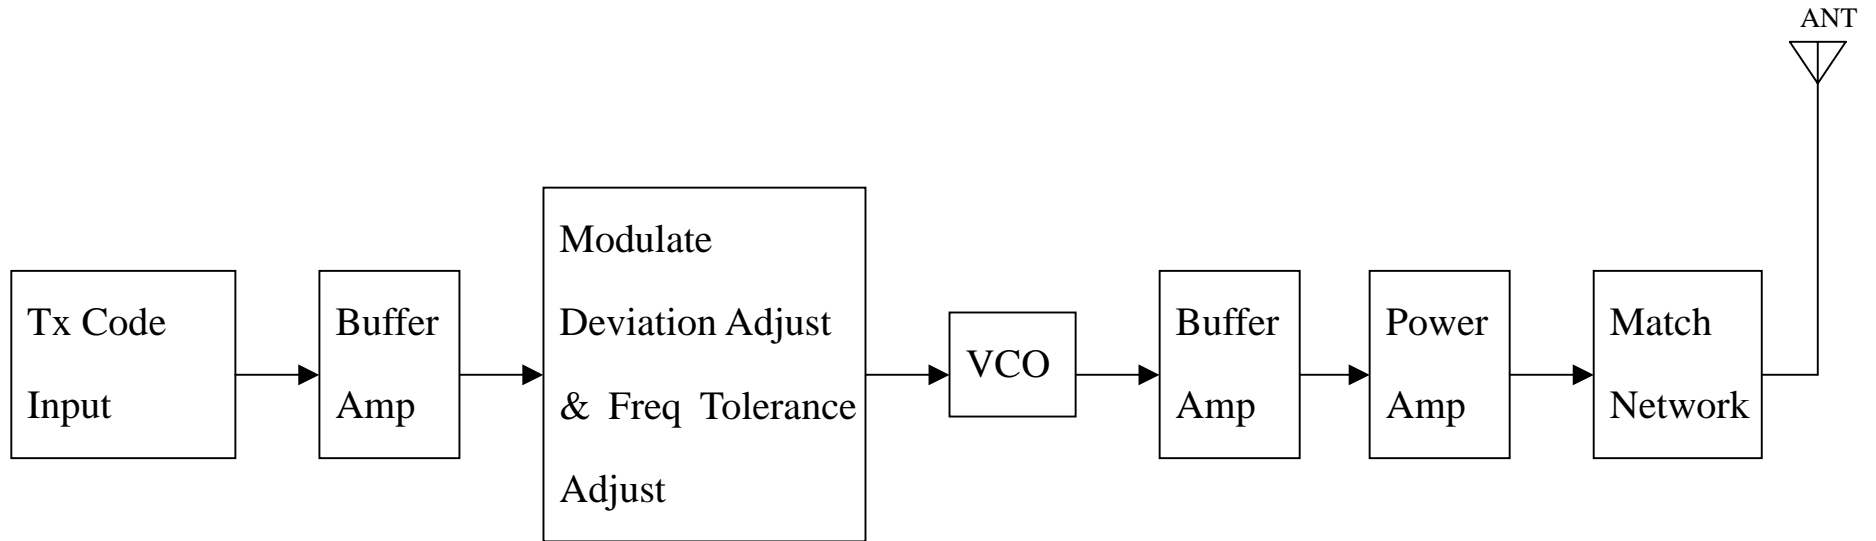 ANT
Tx Code
Input
Buffer
Amp
Modulate
Deviation Adjust
& Freq Tolerance
Adjust
VCO
Buffer
Amp
Power
Amp
Match
Network